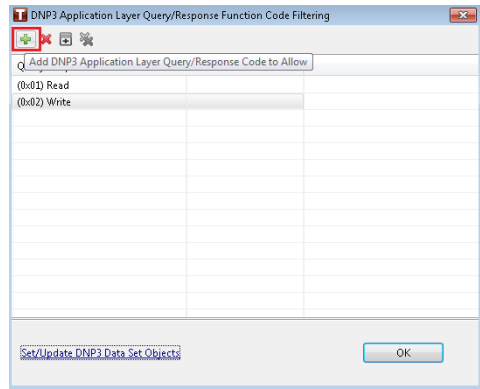 DNP3 Application Layer Query/Response Function Code Filtering
Add DNP3 Application Layer Query/Response Code to Allow
(0x01) Read
(0x02) Write
Set/Update DNP3 Data Set Objects
OK